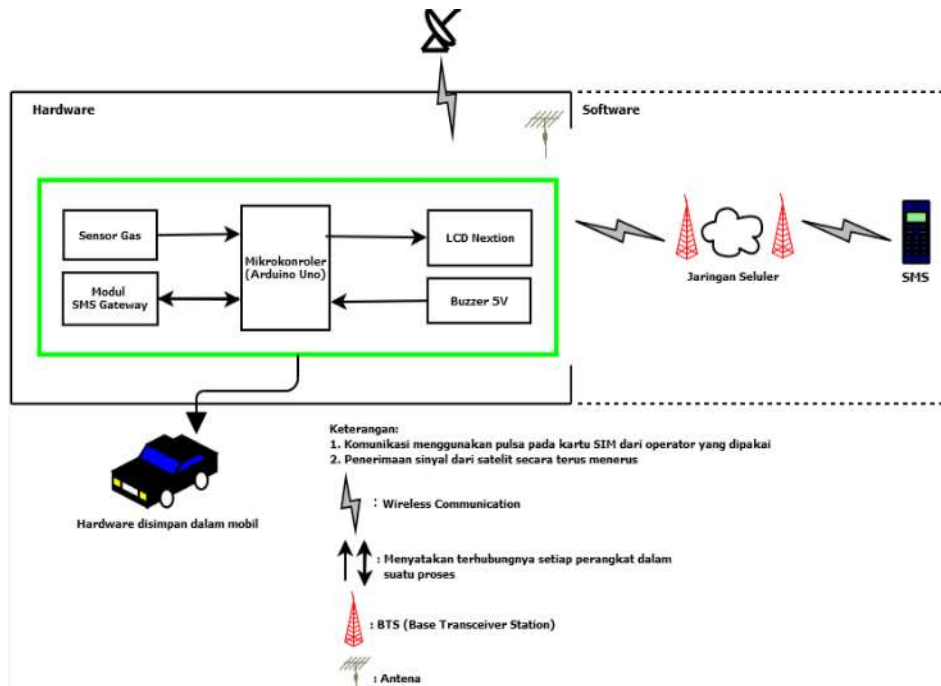 Hardware
Software
Sensor Gas
Modul
SMS Gateway
Mikrokonroler
(Arduino Uno)
LCD Nextion
Buzzer 5V
Jaringan Seluler
SMS
Hardware disimpan dalam mobil
Keterangan:
1. Komunikasi menggunakan pulsa pada kartu SIM dari operator yang dipakai
2. Penerimaan sinyal dari satelit secara terus menerus
: Wireless Communication
: Menyatakan terhubungnya setiap perangkat dalam
suatu proses
: BTS (Base Transceiver Station)
: Antena